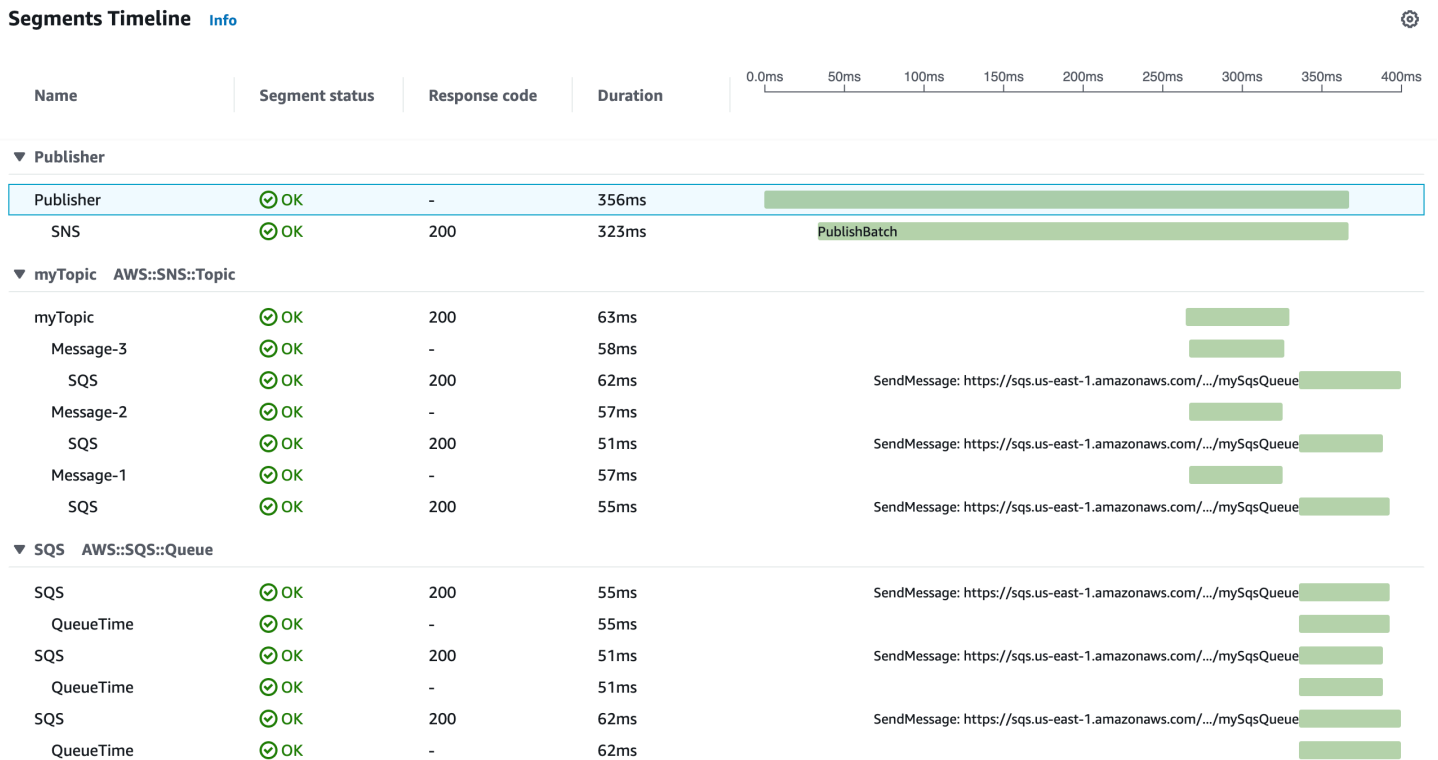 Segments Timeline Info
0.0ms 50ms 100ms 150ms 200ms 250ms 300ms 350ms 400ms
Name Segment status Response code Duration
Publisher
Publisher OK - 356ms
SNS OK 200 323ms PublishBatch
myTopic AWS::SNS::Topic
myTopic OK 200 63ms
Message-3 OK - 58ms
SQS OK 200 62ms SendMessage: https://sqs.us-east-1.amazonaws.com/.../mySqsQueue
Message-2 OK - 57ms
SQS OK 200 51ms SendMessage: https://sqs.us-east-1.amazonaws.com/.../mySqsQueue
Message-1 OK - 57ms
SQS OK 200 55ms SendMessage: https://sqs.us-east-1.amazonaws.com/.../mySqsQueue
SQS AWS::SQS::Queue
SQS OK 200 55ms SendMessage: https://sqs.us-east-1.amazonaws.com/.../mySqsQueue
QueueTime OK - 55ms
SQS OK 200 51ms SendMessage: https://sqs.us-east-1.amazonaws.com/.../mySqsQueue
QueueTime OK - 51ms
SQS OK 200 62ms SendMessage: https://sqs.us-east-1.amazonaws.com/.../mySqsQueue
QueueTime OK - 62ms